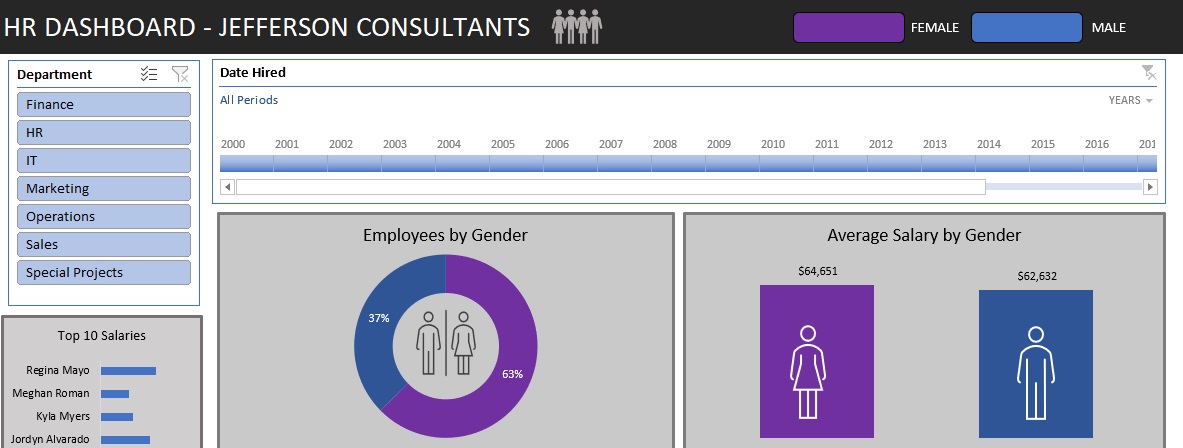 HR DASHBOARD - JEFFERSON CONSULTANTS
FEMALE
MALE
Department
Finance
HR
IT
Marketing
Operations
Sales
Special Projects
Date Hired
All Periods
YEARS
2000 2001 2002 2003 2004 2005 2006 2007 2008 2009 2010 2011 2012 2013 2014 2015 2016
Employees by Gender
37%
63%
Average Salary by Gender
$64,651
$62,632
Top 10 Salaries
Regina Mayo
Meghan Roman
Kyla Myers
Jordyn Alvarado